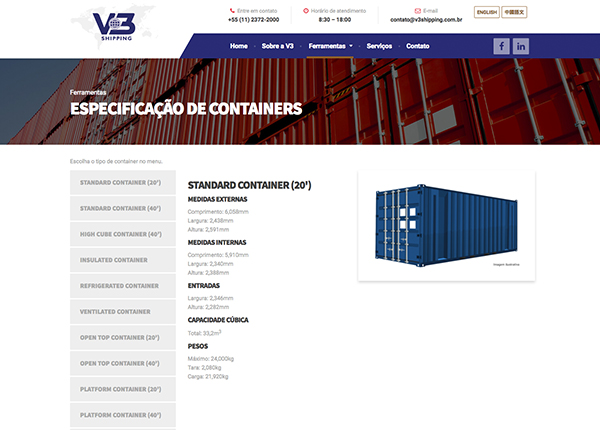 V3
SHIPPING
Entre em contato
+55 (11) 2372-2000
Horário de atendimento
8:30 – 18:00
E-mail
contato@v3shipping.com.br
ENGLISH
中國語文
Home
Sobre a V3
Ferramentas
Serviços
Contato
f
in
Ferramentas
ESPECIFICAÇÃO DE CONTAINERS
Escolha o tipo de container no menu.
STANDARD CONTAINER (20')
STANDARD CONTAINER (40')
HIGH CUBE CONTAINER (40')
INSULATED CONTAINER
REFRIGERATED CONTAINER
VENTILATED CONTAINER
OPEN TOP CONTAINER (20')
OPEN TOP CONTAINER (40')
PLATFORM CONTAINER (20')
PLATFORM CONTAINER (40')
STANDARD CONTAINER (20')
MEDIDAS EXTERNAS
Comprimento: 6,058mm
Largura: 2,438mm
Altura: 2,591mm
MEDIDAS INTERNAS
Comprimento: 5,910mm
Largura: 2,340mm
Altura: 2,388mm
ENTRADAS
Largura: 2,346mm
Altura: 2,282mm
CAPACIDADE CÚBICA
Total: 33,2m³
PESOS
Máximo: 24,000kg
Tara: 2,080kg
Carga: 21,920kg
Imagem ilustrativa